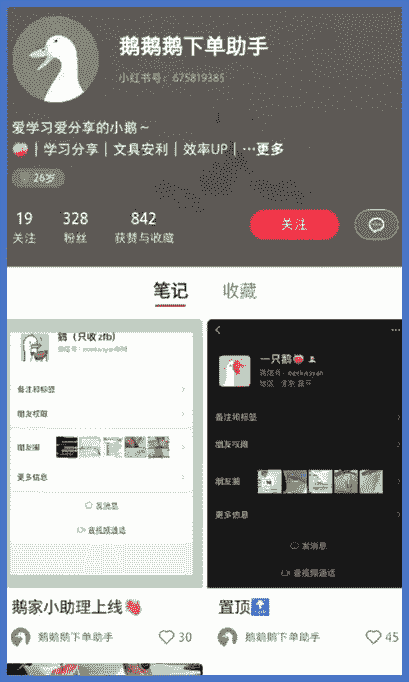 鹅鹅鹅下单助手
小红书号：675819385
爱学习爱分享的小鹅～
｜学习分享｜文具安利｜效率UP｜…更多
26岁
19 328 842
关注 粉丝 获赞与收藏
关注
笔记 收藏
鹅（只收zfb）
备注和标签
朋友权限
朋友圈
更多信息
发消息
音视频通话
一只鹅
备注和标签
朋友权限
朋友圈
更多信息
发消息
音视频通话
鹅家小助理上线
鹅鹅鹅下单助手 30
置顶
鹅鹅鹅下单助手 45